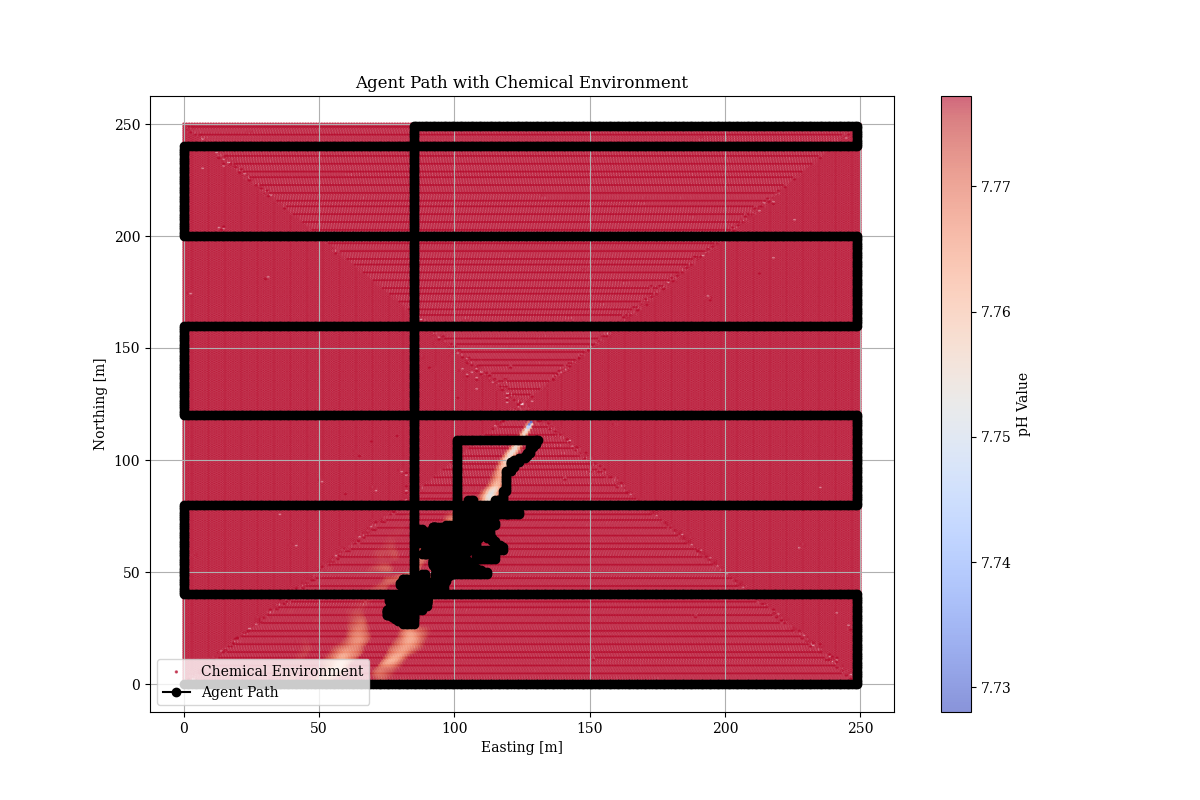 Agent Path with Chemical Environment
250
200
150
100
50
0
Northing [m]
0 50 100 150 200 250
Easting [m]
Chemical Environment
Agent Path
7.77
7.76
7.75
7.74
7.73
pH Value